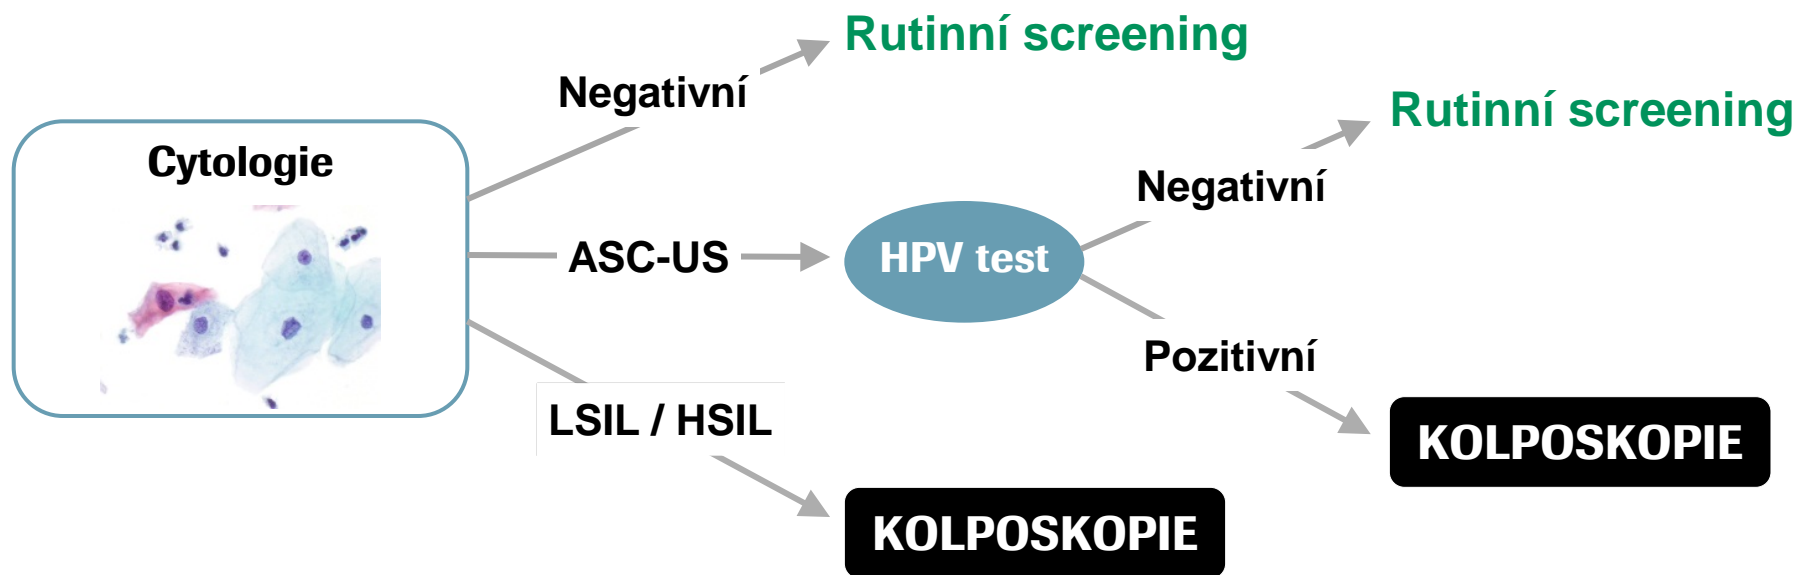 Rutinní screening
Negativní
Rutinní screening
Cytologie
Negativní
ASC-US
HPV test
Pozitivní
LSIL / HSIL
KOLPOSKOPIE
KOLPOSKOPIE